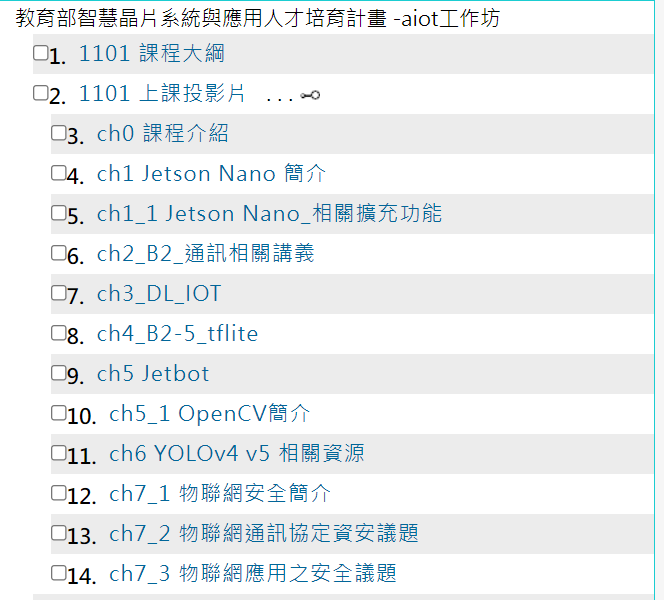 教育部智慧晶片系統與應用人才培育計畫 -aiot工作坊
1. 1101 課程大綱
2. 1101 上課投影片 ...
3. ch0 課程介紹
4. ch1 Jetson Nano 簡介
5. ch1_1 Jetson Nano_相關擴充功能
6. ch2_B2_通訊相關講義
7. ch3_DL_IOT
8. ch4_B2-5_tflite
9. ch5 Jetbot
10. ch5_1 OpenCV簡介
11. ch6 YOLOv4 v5 相關資源
12. ch7_1 物聯網安全簡介
13. ch7_2 物聯網通訊協定資安議題
14. ch7_3 物聯網應用之安全議題